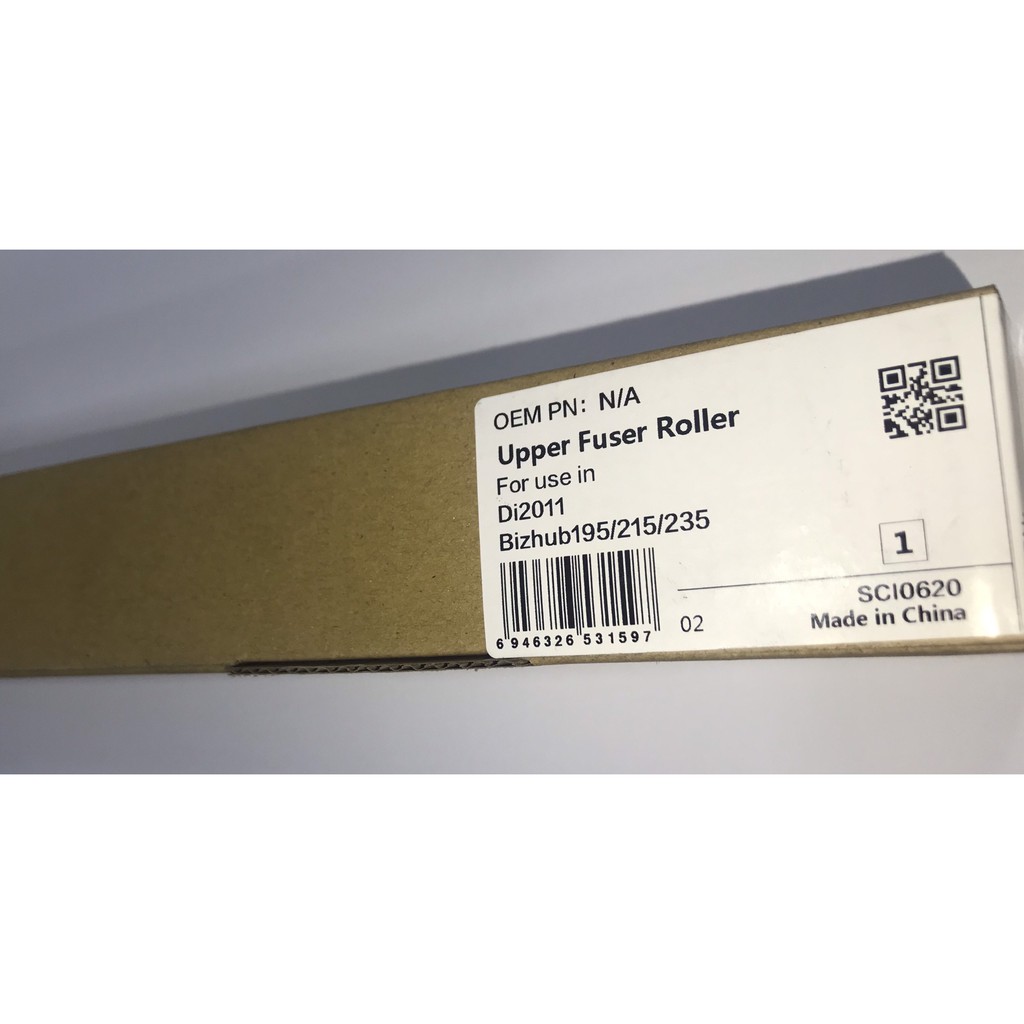 OEM PN: N/A
Upper Fuser Roller
For use in
Di2011
Bizhub195/215/235
1
SCI0620
Made in China
6 946326 531597
02